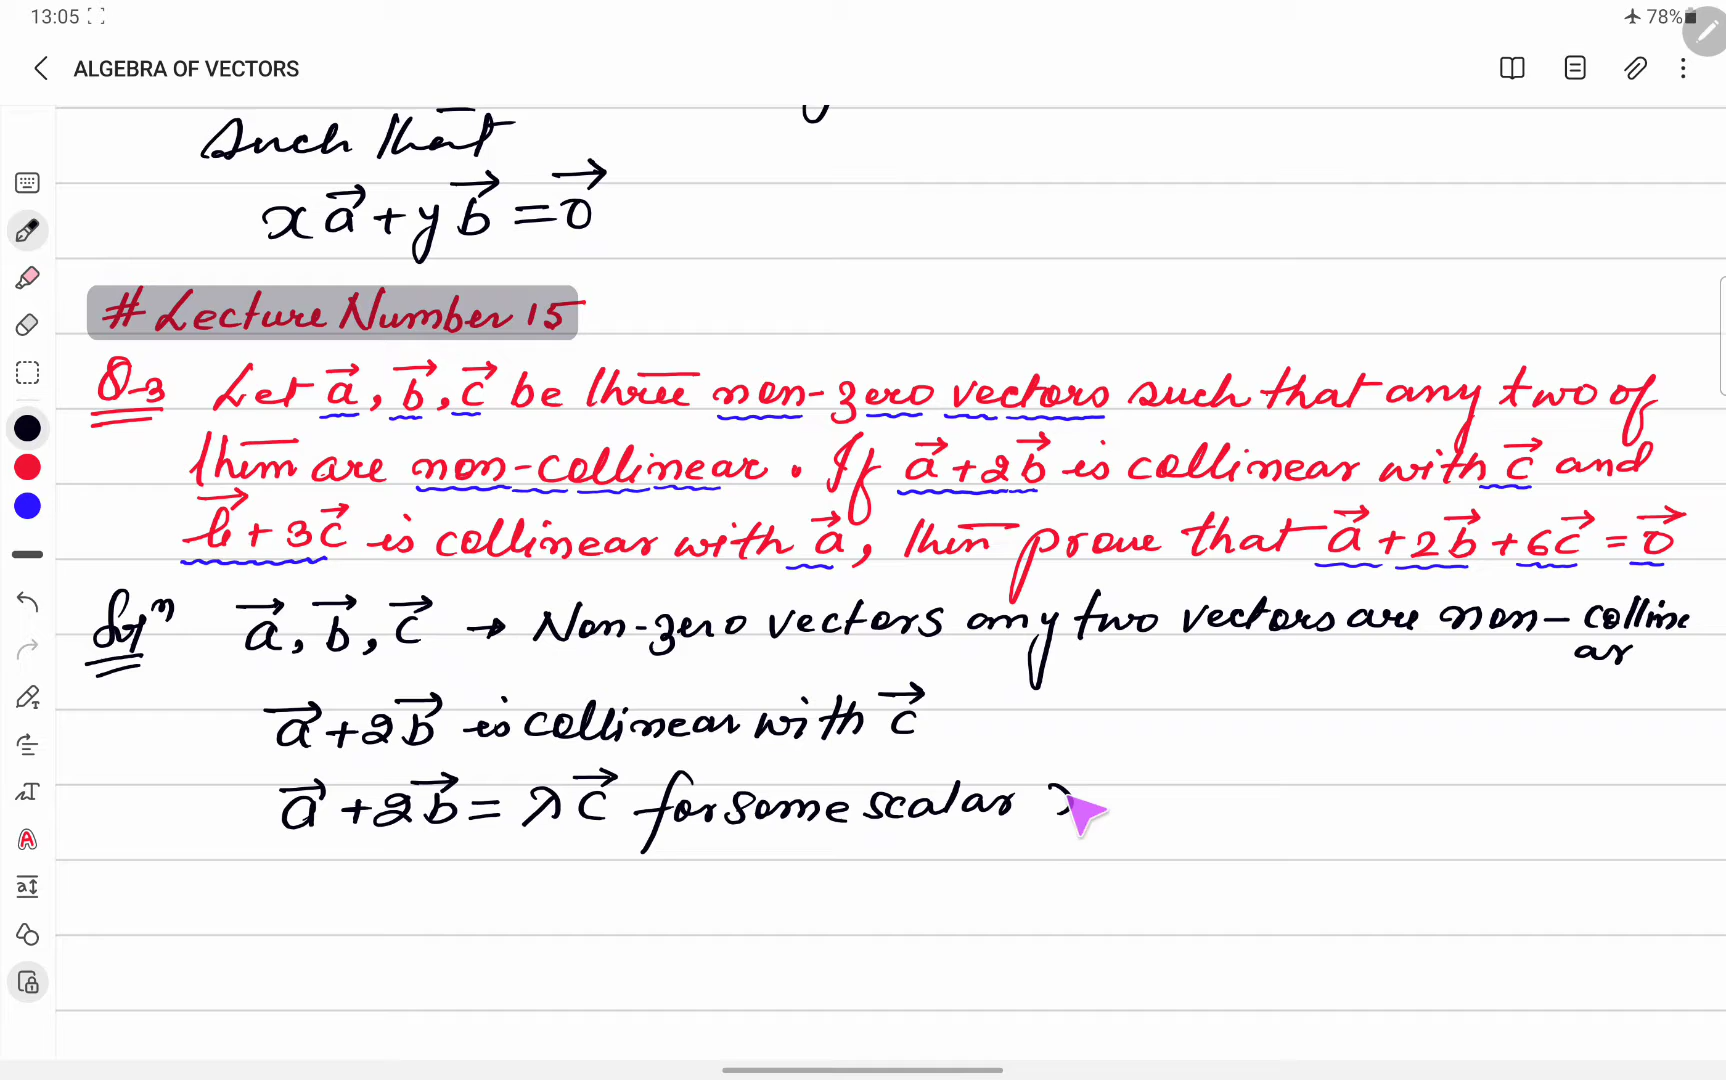 13:05
78%
ALGEBRA OF VECTORS
Such that
x a⃗ + y b⃗ = 0⃗
# Lecture Number 15
Q-3 Let a⃗, b⃗, c⃗ be three non-zero vectors such that any two of
them are non-collinear. If a⃗ + 2b⃗ is collinear with c⃗ and
b⃗ + 3c⃗ is collinear with a⃗, then prove that a⃗ + 2b⃗ + 6c⃗ = 0⃗
Solⁿ a⃗, b⃗, c⃗ → Non-zero vectors any two vectors are non-colline
ar
a⃗ + 2b⃗ is collinear with c⃗
a⃗ + 2b⃗ = λ c⃗ for some scalar